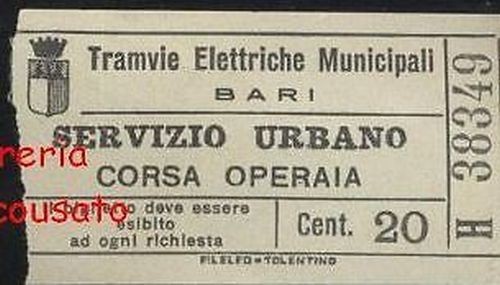 Tramvie Elettriche Municipali
BARI
SERVIZIO URBANO
CORSA OPERAIA
deve essere
esibito
ad ogni richiesta
Cent. 20
H 38349
FILELFO - TOLENTINO
reria
cousato